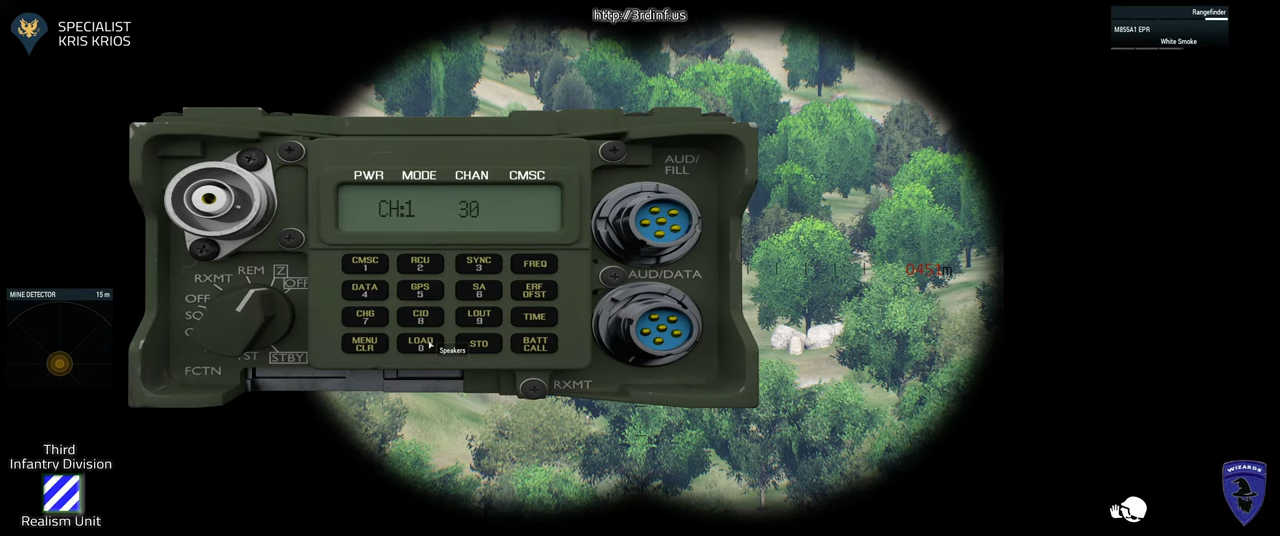 SPECIALIST
KRIS KRIOS
http://3rdinf.us
Rangefinder
M855A1 EPR
White Smoke
AUD/
FILL
PWR MODE CHAN CMSC
CH:1 30
CMSC
1
RCU
2
SYNC
3
FREQ
DATA
4
GPS
5
SA
6
ERF
OFST
CHG
7
CID
8
LOUT
9
TIME
MENU
CLR
LOAD
0
STO
BATT
CALL
Speakers
AUD/DATA
0451m
RXMT
REM
Z
OFF
OFF
SQ
ST
STBY
FCTN
RXMT
MINE DETECTOR 15 m
Third
Infantry Division
Realism Unit
WIZARDS